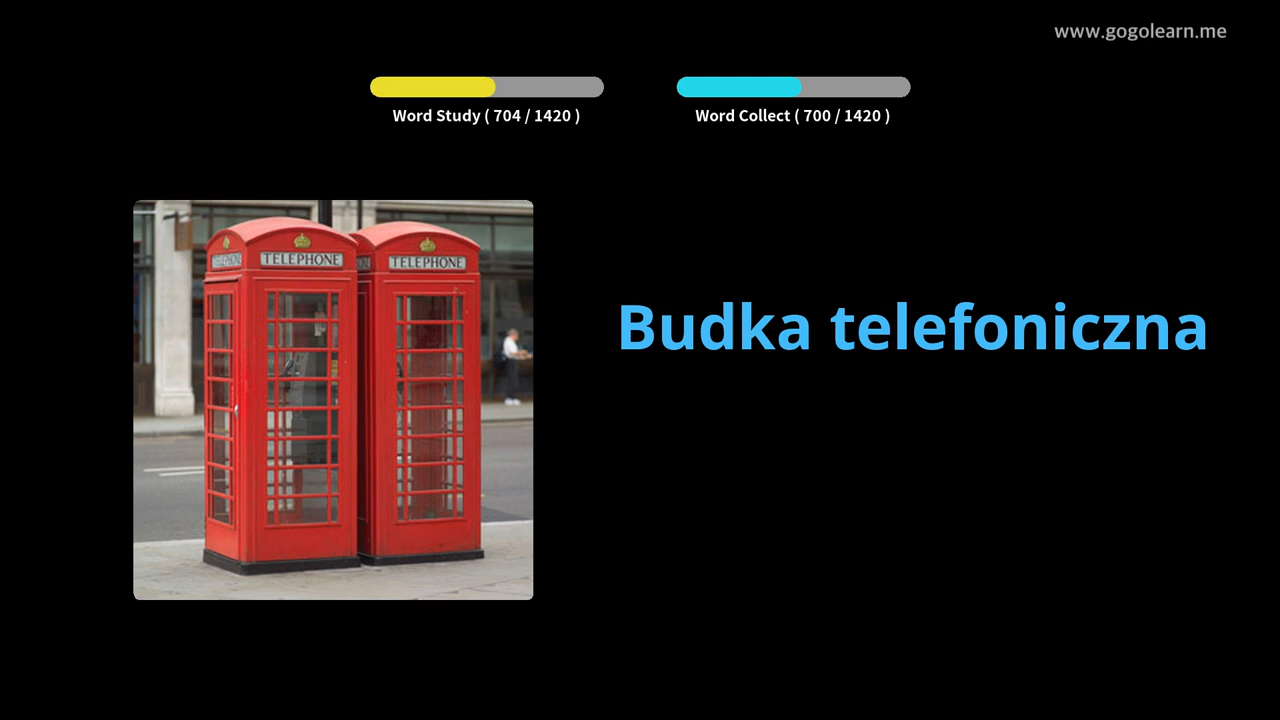 www.gogolearn.me
Word Study ( 704 / 1420 )
Word Collect ( 700 / 1420 )
TELEPHONE
TELEPHONE
Budka telefoniczna